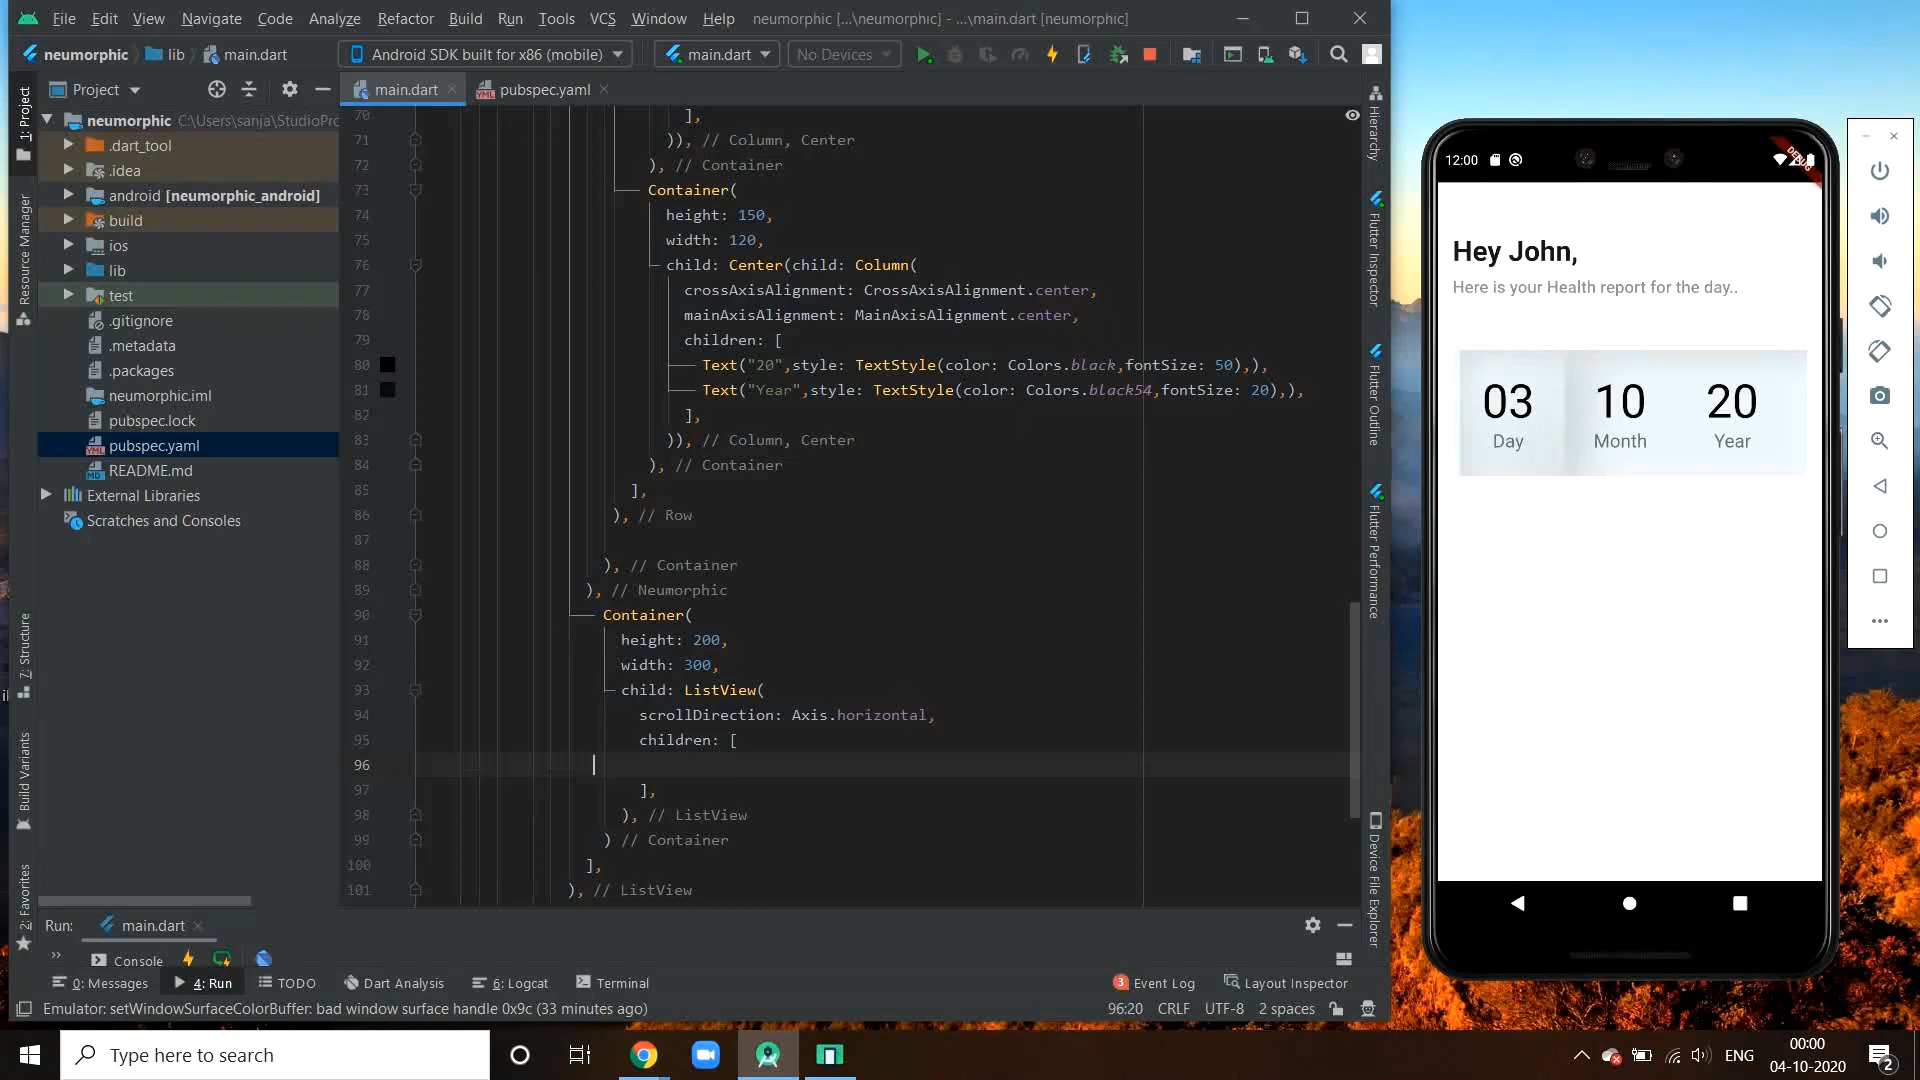 File Edit View Navigate Code Analyze Refactor Build Run Tools VCS Window Help neumorphic [...\neumorphic] - ...\main.dart [neumorphic]
neumorphic lib main.dart Android SDK built for x86 (mobile) main.dart No Devices
1: Project
Resource Manager
7: Structure
Build Variants
2: Favorites
Project
neumorphic C:\Users\sanja\StudioPrc
.dart_tool
.idea
android [neumorphic_android]
build
ios
lib
test
.gitignore
.metadata
.packages
neumorphic.iml
pubspec.lock
pubspec.yaml
README.md
External Libraries
Scratches and Consoles
main.dart pubspec.yaml
70 ],
71 )), // Column, Center
72 ), // Container
73 Container(
74 height: 150,
75 width: 120,
76 child: Center(child: Column(
77 crossAxisAlignment: CrossAxisAlignment.center,
78 mainAxisAlignment: MainAxisAlignment.center,
79 children: [
80 Text("20",style: TextStyle(color: Colors.black,fontSize: 50),),
81 Text("Year",style: TextStyle(color: Colors.black54,fontSize: 20),),
82 ],
83 )), // Column, Center
84 ), // Container
85 ],
86 ), // Row
87
88 ), // Container
89 ), // Neumorphic
90 Container(
91 height: 200,
92 width: 300,
93 child: ListView(
94 scrollDirection: Axis.horizontal,
95 children: [
96
97 ],
98 ), // ListView
99 ) // Container
100 ],
101 ), // ListView
Hierarchy
Flutter Inspector
Flutter Outline
Flutter Performance
Device File Explorer
Run: main.dart
Console
0: Messages 4: Run TODO Dart Analysis 6: Logcat Terminal 3 Event Log Layout Inspector
Emulator: setWindowSurfaceColorBuffer: bad window surface handle 0x9c (33 minutes ago) 96:20 CRLF UTF-8 2 spaces
12:00
DEBUG
Hey John,
Here is your Health report for the day..
03 10 20
Day Month Year
Type here to search
ENG
00:00
04-10-2020
2